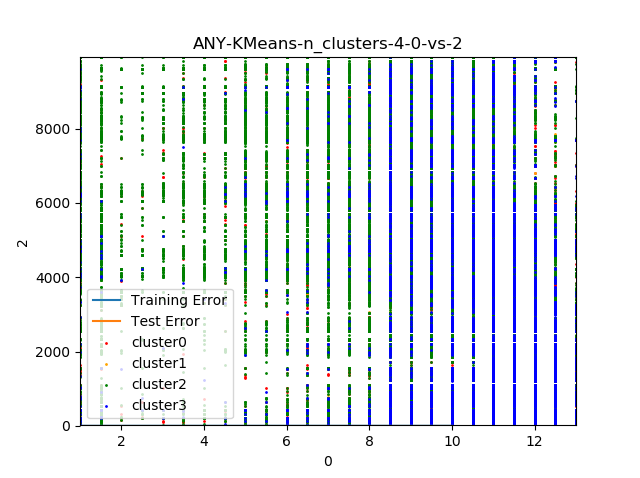 ANY-KMeans-n_clusters-4-0-vs-2
8000
6000
4000
2000
0
2
Training Error
Test Error
cluster0
cluster1
cluster2
cluster3
2 4 6 8 10 12
0